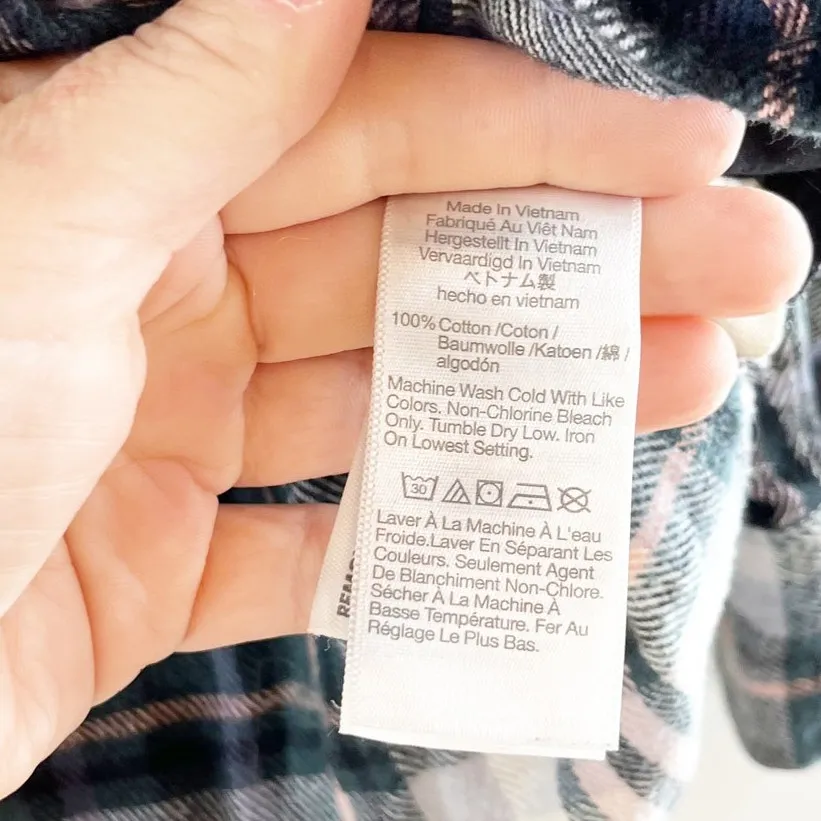 Made In Vietnam
Fabriqué Au Viêt Nam
Hergestellt In Vietnam
Vervaardigd In Vietnam
ベトナム製
hecho en vietnam
100% Cotton /Coton /
Baumwolle /Katoen /綿 /
algodón
Machine Wash Cold With Like
Colors. Non-Chlorine Bleach
Only. Tumble Dry Low. Iron
On Lowest Setting.
30
Laver À La Machine À L'eau
Froide.Laver En Séparant Les
Couleurs. Seulement Agent
De Blanchiment Non-Chlore.
Sécher À La Machine À
Basse Température. Fer Au
Réglage Le Plus Bas.